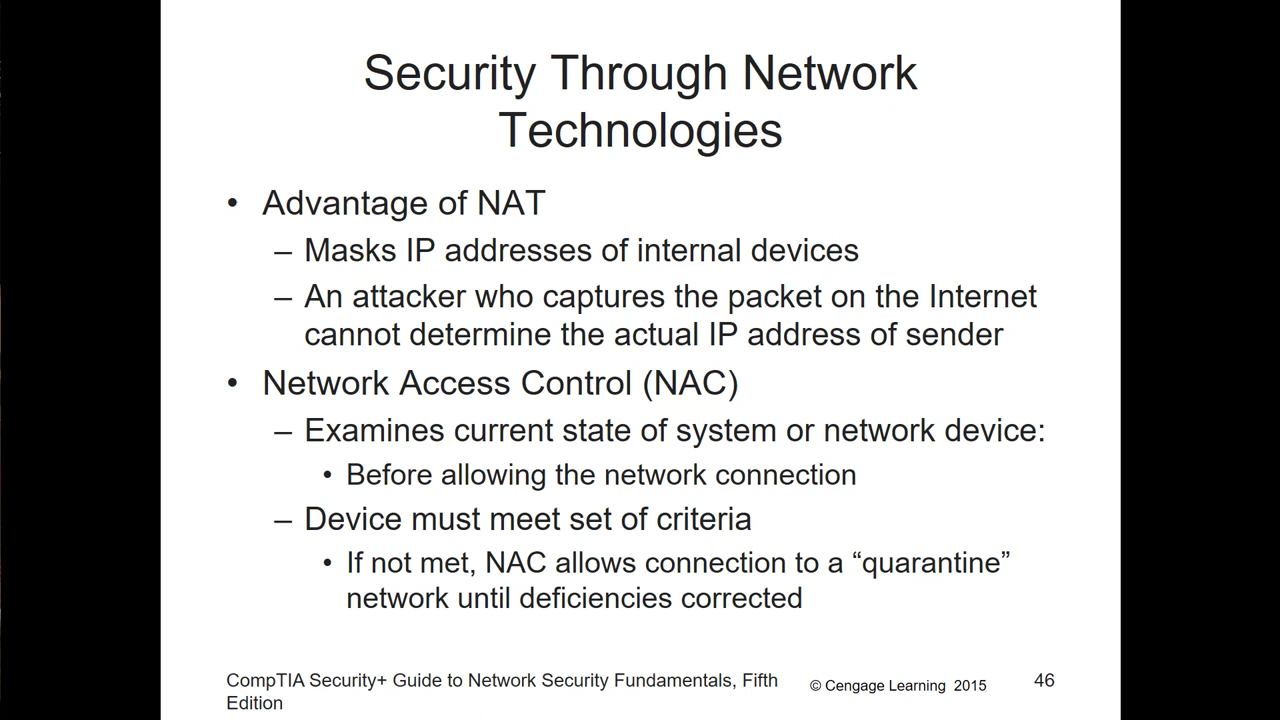 Security Through Network
Technologies
• Advantage of NAT
– Masks IP addresses of internal devices
– An attacker who captures the packet on the Internet
cannot determine the actual IP address of sender
• Network Access Control (NAC)
– Examines current state of system or network device:
• Before allowing the network connection
– Device must meet set of criteria
• If not met, NAC allows connection to a “quarantine”
network until deficiencies corrected
CompTIA Security+ Guide to Network Security Fundamentals, Fifth
Edition
© Cengage Learning 2015
46